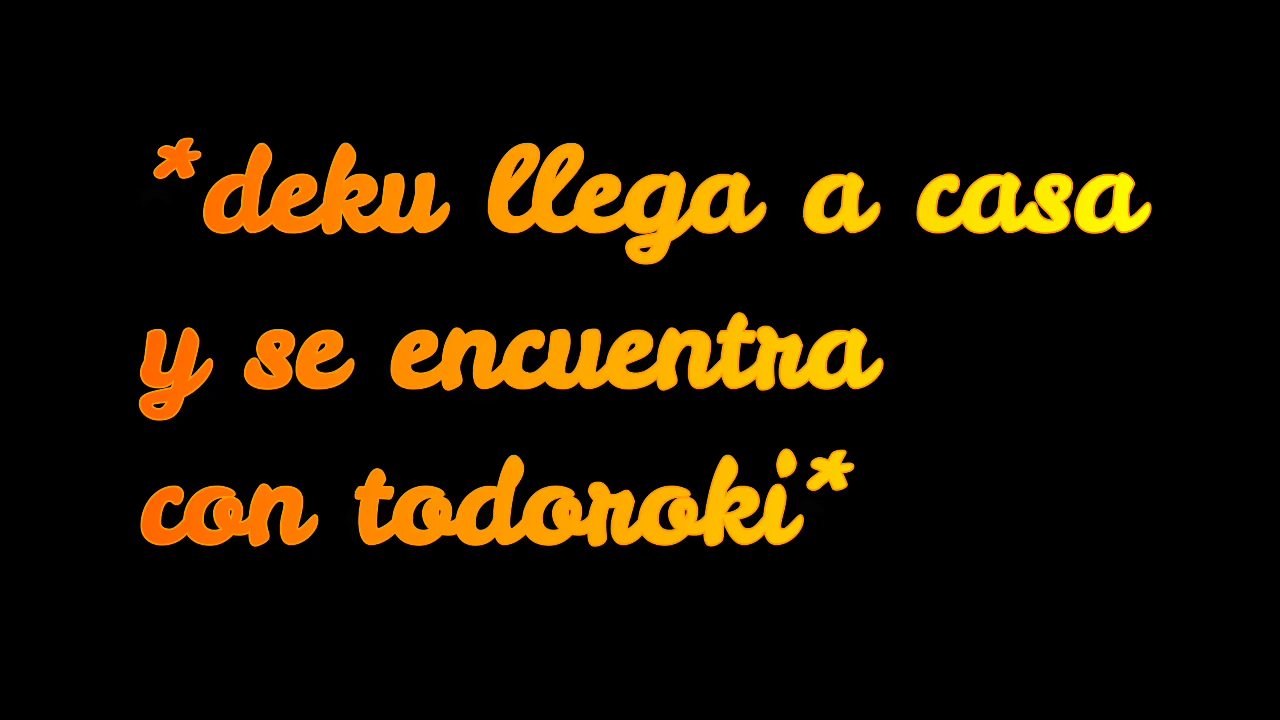 *deku llega a casa
y se encuentra
con todoroki*